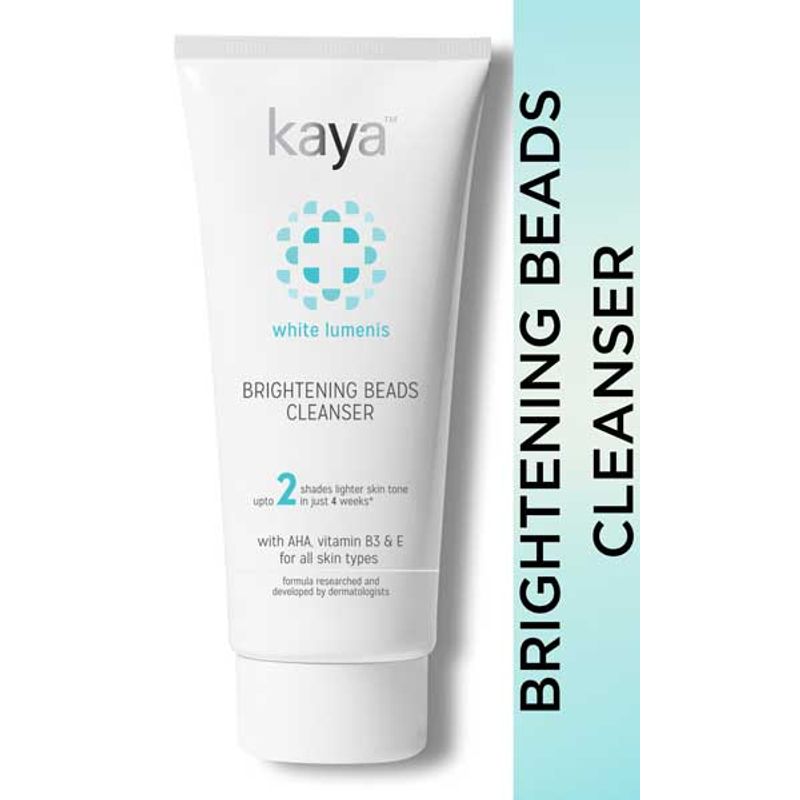 kaya™
white lumenis
BRIGHTENING BEADS
CLEANSER
upto 2 shades lighter skin tone
in just 4 weeks*
with AHA, vitamin B3 & E
for all skin types
formula researched and
developed by dermatologists
BRIGHTENING BEADS
CLEANSER